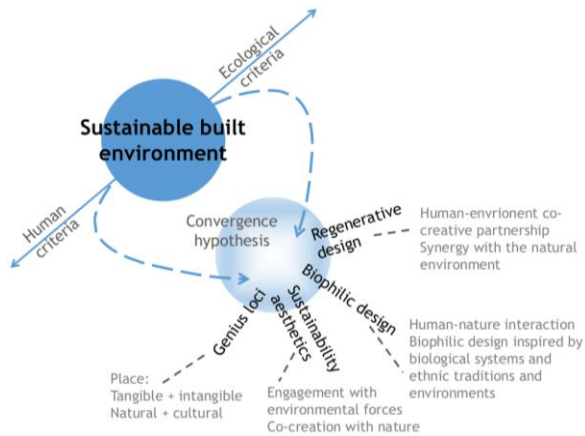 Ecological
criteria
Sustainable built
environment
Human
criteria
Convergence
hypothesis
Regenerative
design
Human-envrionent co-
creative partnership
Synergy with the natural
environment
Biophilic design
Human-nature interaction
Biophilic design inspired by
biological systems and
ethnic traditions and
environments
Sustainability
aesthetics
Engagement with
environmental forces
Co-creation with nature
Genius loci
Place:
Tangible + intangible
Natural + cultural